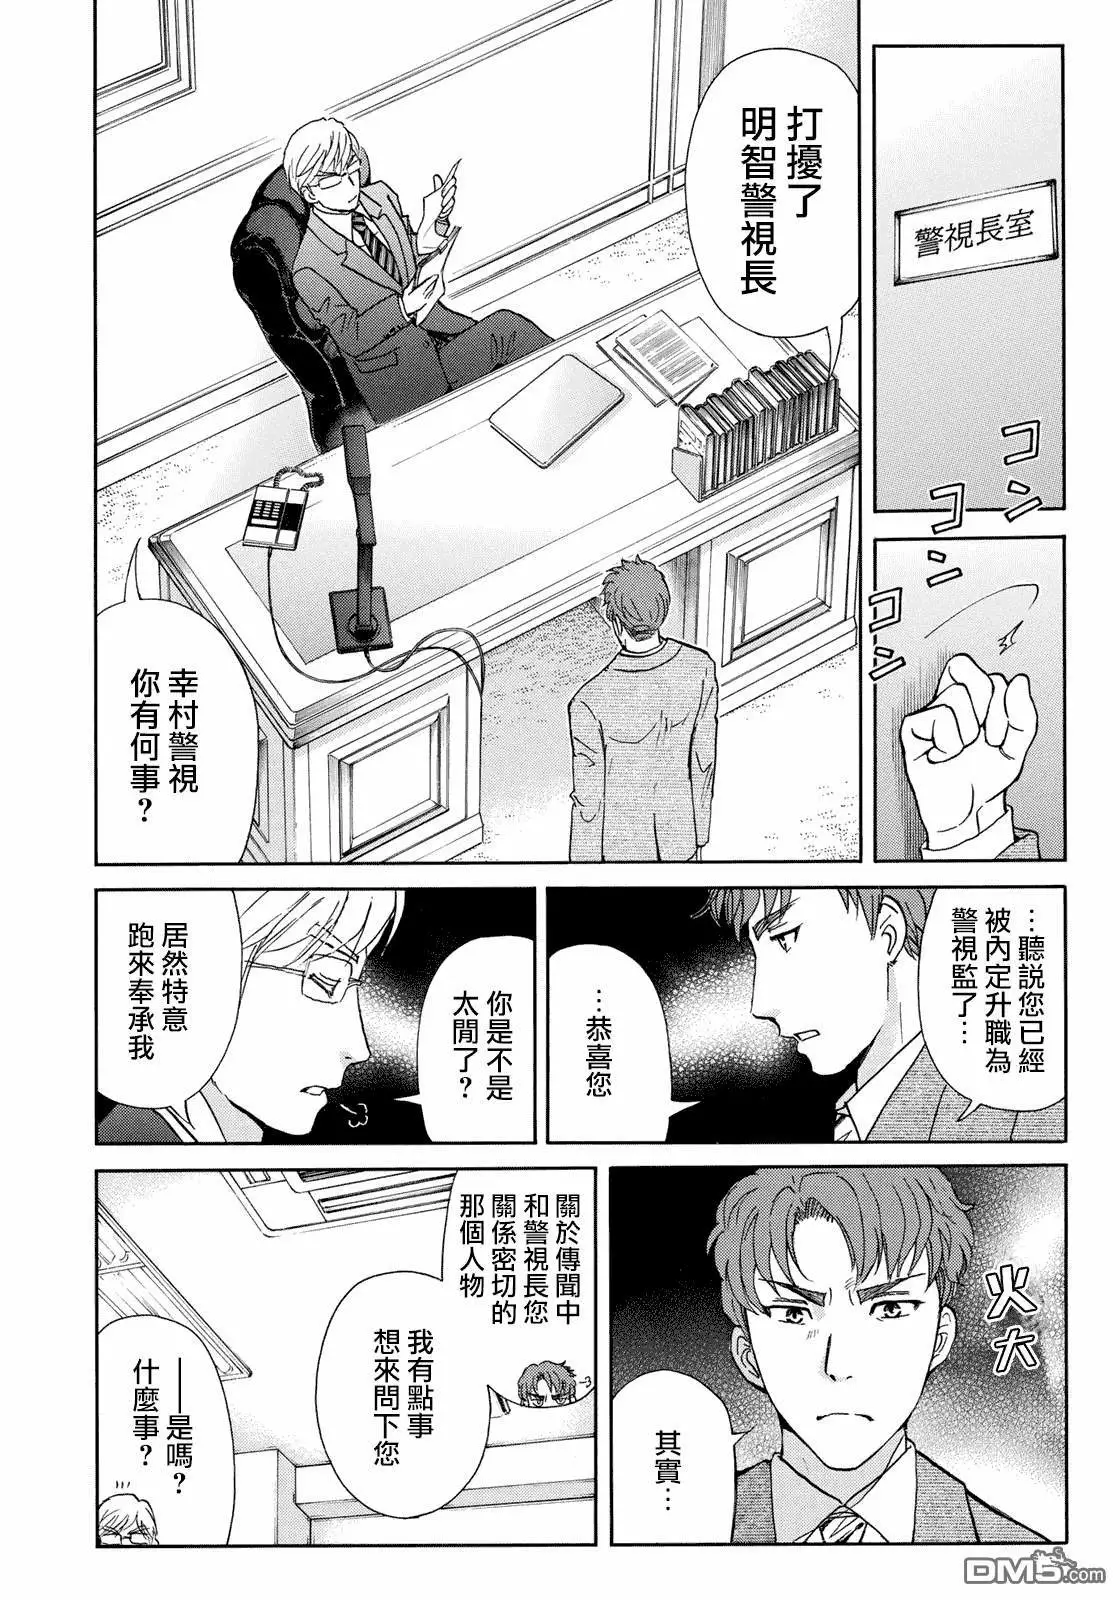 警視長室
コンコン
コンコン
打擾了
明智警視長
幸村警視
你有何事？
…聽說您已經
被內定升職為
警視監了…
…恭喜您
你是不是
太閒了？
居然特意
跑來奉承我
火大
其實…
關於傳聞中
和警視長您
關係密切的
那個人物
我有點事
想來問下您
——是嗎？
什麼事？
DM5.com